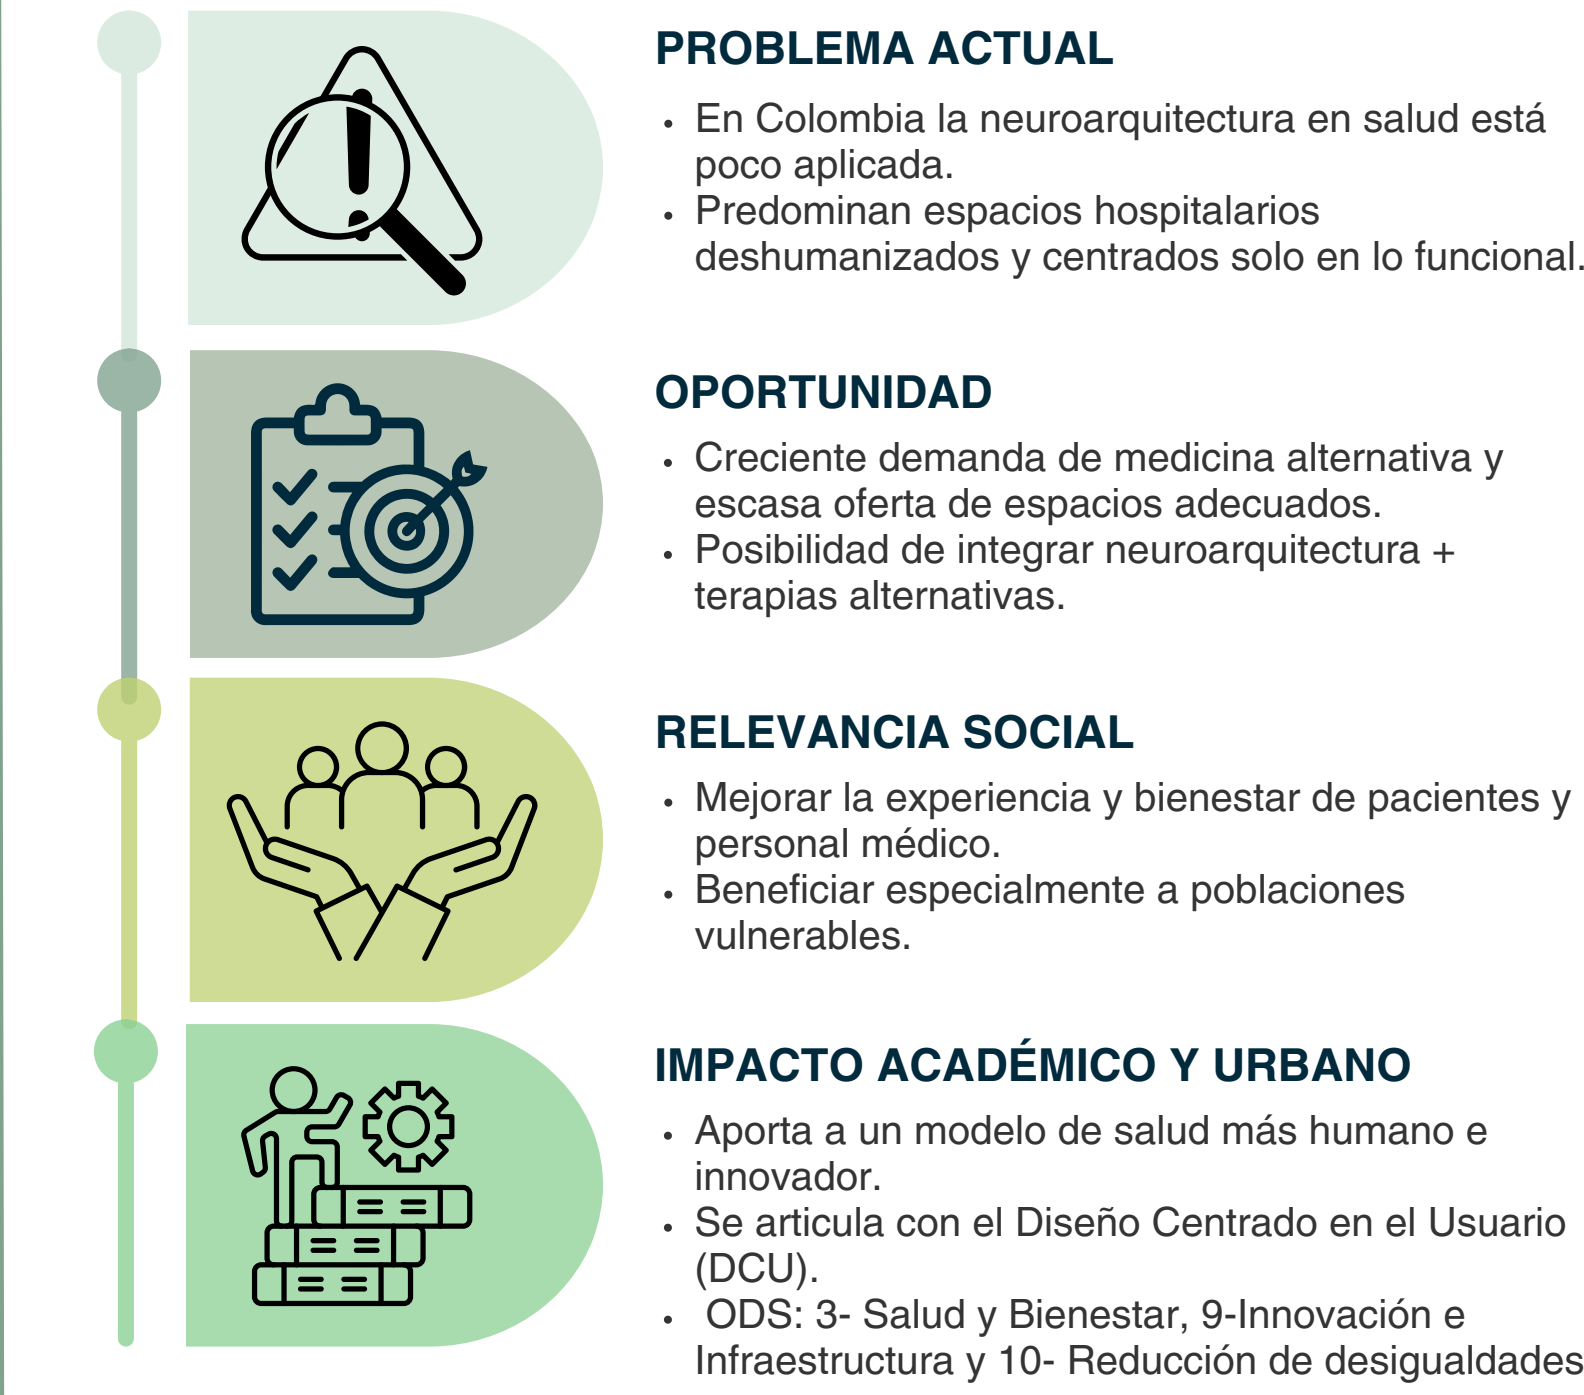 PROBLEMA ACTUAL
• En Colombia la neuroarquitectura en salud está
poco aplicada.
• Predominan espacios hospitalarios
deshumanizados y centrados solo en lo funcional.
OPORTUNIDAD
• Creciente demanda de medicina alternativa y
escasa oferta de espacios adecuados.
• Posibilidad de integrar neuroarquitectura +
terapias alternativas.
RELEVANCIA SOCIAL
• Mejorar la experiencia y bienestar de pacientes y
personal médico.
• Beneficiar especialmente a poblaciones
vulnerables.
IMPACTO ACADÉMICO Y URBANO
• Aporta a un modelo de salud más humano e
innovador.
• Se articula con el Diseño Centrado en el Usuario
(DCU).
• ODS: 3- Salud y Bienestar, 9-Innovación e
Infraestructura y 10- Reducción de desigualdades